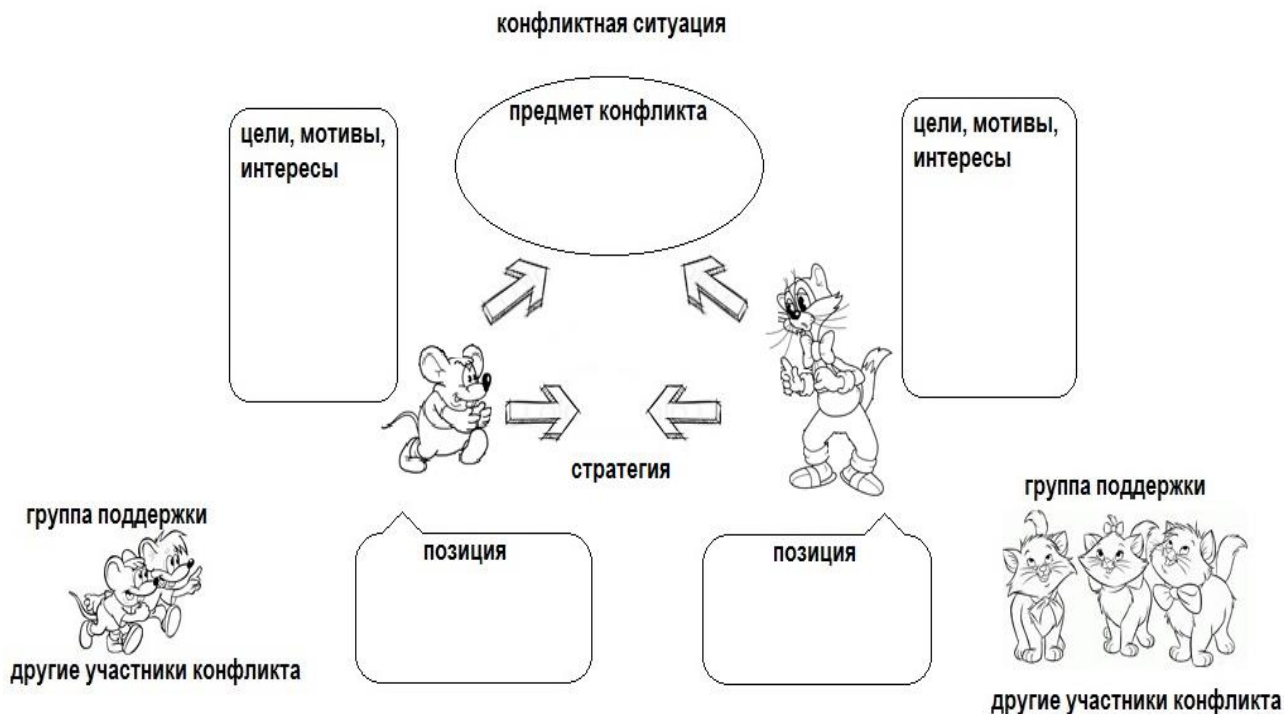 конфликтная ситуация
предмет конфликта
цели, мотивы,
интересы
цели, мотивы,
интересы
стратегия
группа поддержки
другие участники конфликта
позиция
позиция
группа поддержки
другие участники конфликта